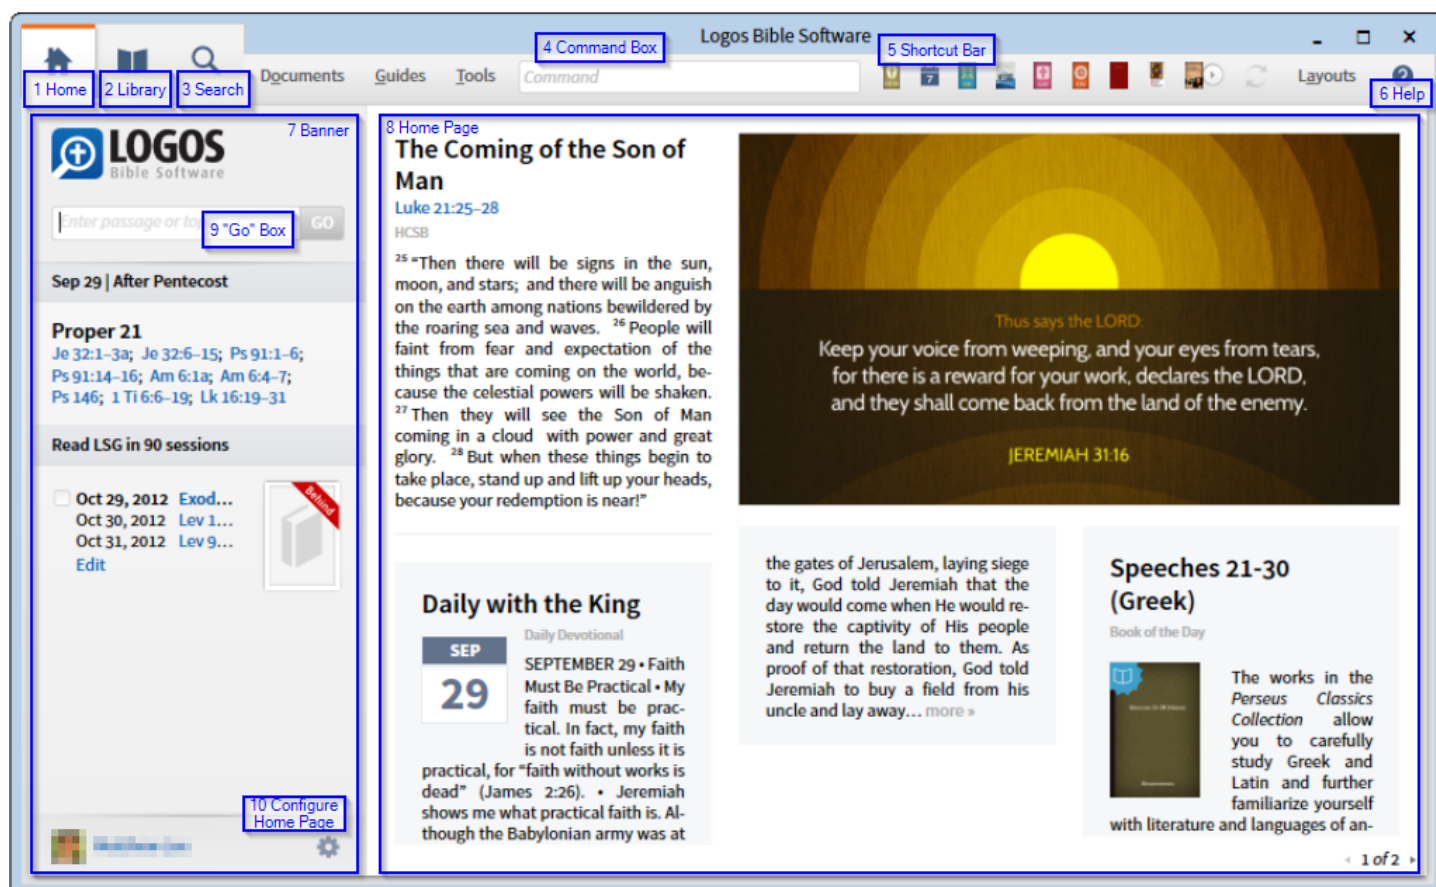 Logos Bible Software
4 Command Box
5 Shortcut Bar
1 Home
2 Library
3 Search
Documents
Guides
Tools
Command
7
Layouts
6 Help
7 Banner
LOGOS
Bible Software
Enter passage or to
9 "Go" Box
GO
Sep 29 | After Pentecost
Proper 21
Je 32:1–3a; Je 32:6–15; Ps 91:1–6;
Ps 91:14–16; Am 6:1a; Am 6:4–7;
Ps 146; 1 Ti 6:6–19; Lk 16:19–31
Read LSG in 90 sessions
Oct 29, 2012 Exod...
Oct 30, 2012 Lev 1...
Oct 31, 2012 Lev 9...
Edit
Behind
10 Configure
Home Page
8 Home Page
The Coming of the Son of
Man
Luke 21:25–28
HCSB
25 “Then there will be signs in the sun,
moon, and stars; and there will be anguish
on the earth among nations bewildered by
the roaring sea and waves. 26 People will
faint from fear and expectation of the
things that are coming on the world, be-
cause the celestial powers will be shaken.
27 Then they will see the Son of Man
coming in a cloud with power and great
glory. 28 But when these things begin to
take place, stand up and lift up your heads,
because your redemption is near!”
Thus says the LORD:
Keep your voice from weeping, and your eyes from tears,
for there is a reward for your work, declares the LORD,
and they shall come back from the land of the enemy.
JEREMIAH 31:16
Daily with the King
Daily Devotional
SEP
29
SEPTEMBER 29 • Faith
Must Be Practical • My
faith must be prac-
tical. In fact, my faith
is not faith unless it is
practical, for “faith without works is
dead” (James 2:26). • Jeremiah
shows me what practical faith is. Al-
though the Babylonian army was at
the gates of Jerusalem, laying siege
to it, God told Jeremiah that the
day would come when He would re-
store the captivity of His people
and return the land to them. As
proof of that restoration, God told
Jeremiah to buy a field from his
uncle and lay away... more »
Speeches 21-30
(Greek)
Book of the Day
The works in the
Perseus Classics
Collection allow
you to carefully
study Greek and
Latin and further
familiarize yourself
with literature and languages of an-
1 of 2